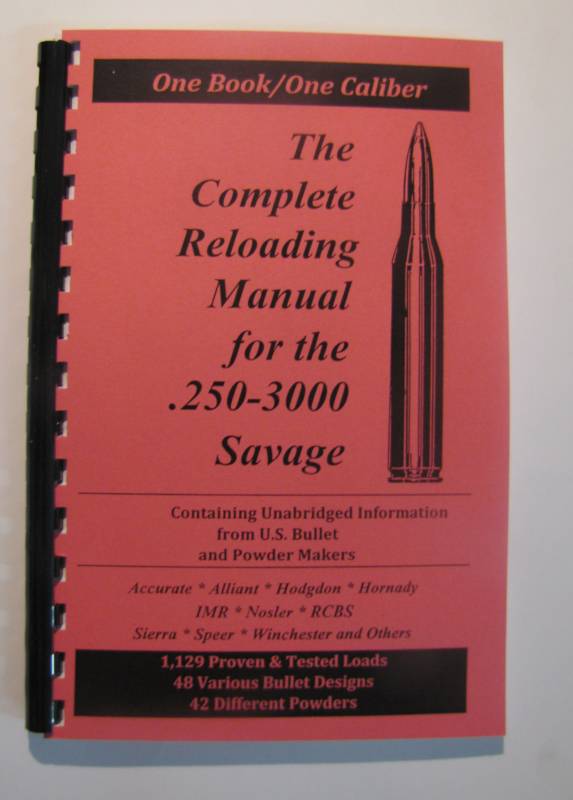 One Book/One Caliber
The
Complete
Reloading
Manual
for the
.250-3000
Savage
Containing Unabridged Information
from U.S. Bullet
and Powder Makers
Accurate * Alliant * Hodgdon * Hornady
IMR * Nosler * RCBS
Sierra * Speer * Winchester and Others
1,129 Proven & Tested Loads
48 Various Bullet Designs
42 Different Powders